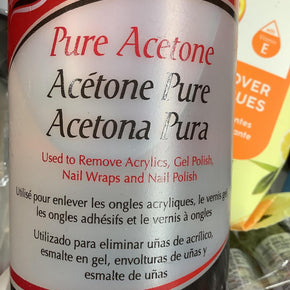 Pure Acetone
Acétone Pure
Acetona Pura
Used to Remove Acrylics, Gel Polish,
Nail Wraps and Nail Polish
Utilisé pour enlever les ongles acryliques, le vernis gel,
les ongles adhésifs et le vernis à ongles
Utilizado para eliminar uñas de acrílico,
esmalte en gel, envolturas de uñas y
esmalte de uñas
E
OVER
QUES